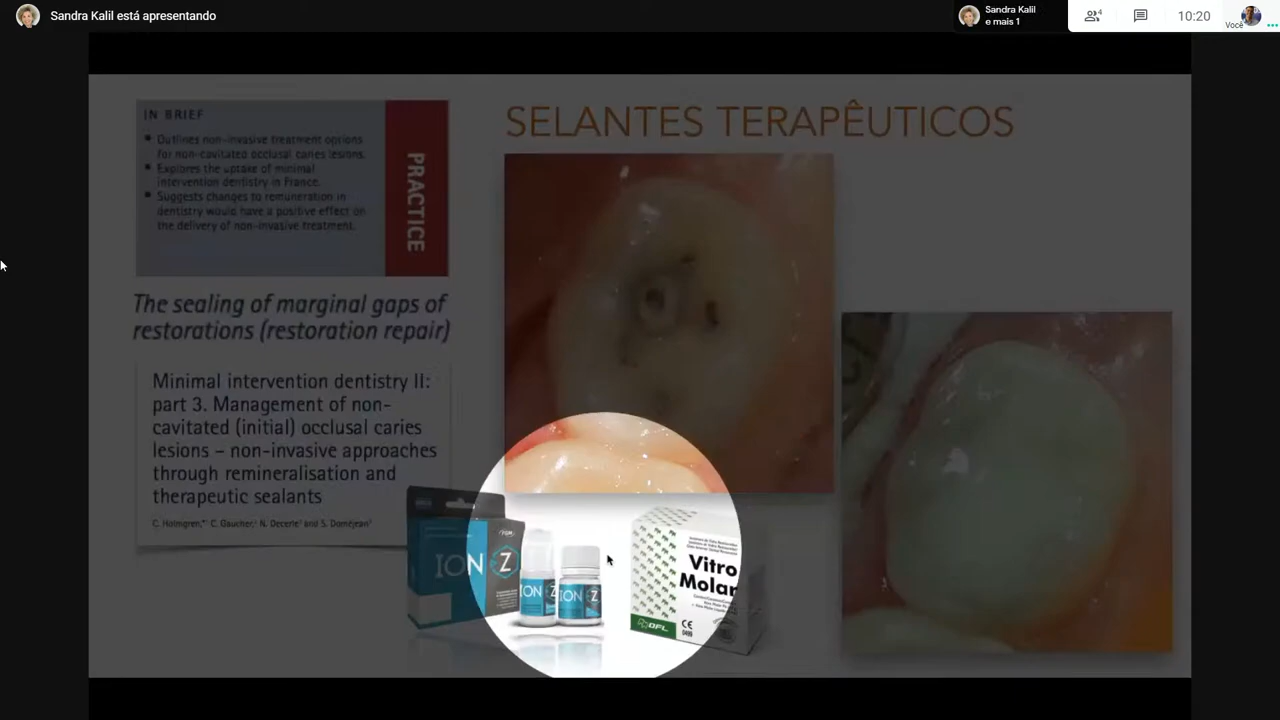 Sandra Kalil está apresentando
Sandra Kalil
e mais 1
4
10:20
Você
IN BRIEF
Outlines non-invasive treatment options
for non-cavitated occlusal caries lesions.
Explores the uptake of minimal
intervention dentistry in France.
Suggests changes to remuneration in
dentistry would have a positive effect on
the delivery of non-invasive treatment.
PRACTICE
SELANTES TERAPÊUTICOS
The sealing of marginal gaps of
restorations (restoration repair)
Minimal intervention dentistry II:
part 3. Management of non-
cavitated (initial) occlusal caries
lesions – non-invasive approaches
through remineralisation and
therapeutic sealants
C. Holmgren, C. Gaucher, N. Decerle and S. Doméjean
FGM
ION Z
ION Z
ION Z
Vitro
Molar
DFL
CE